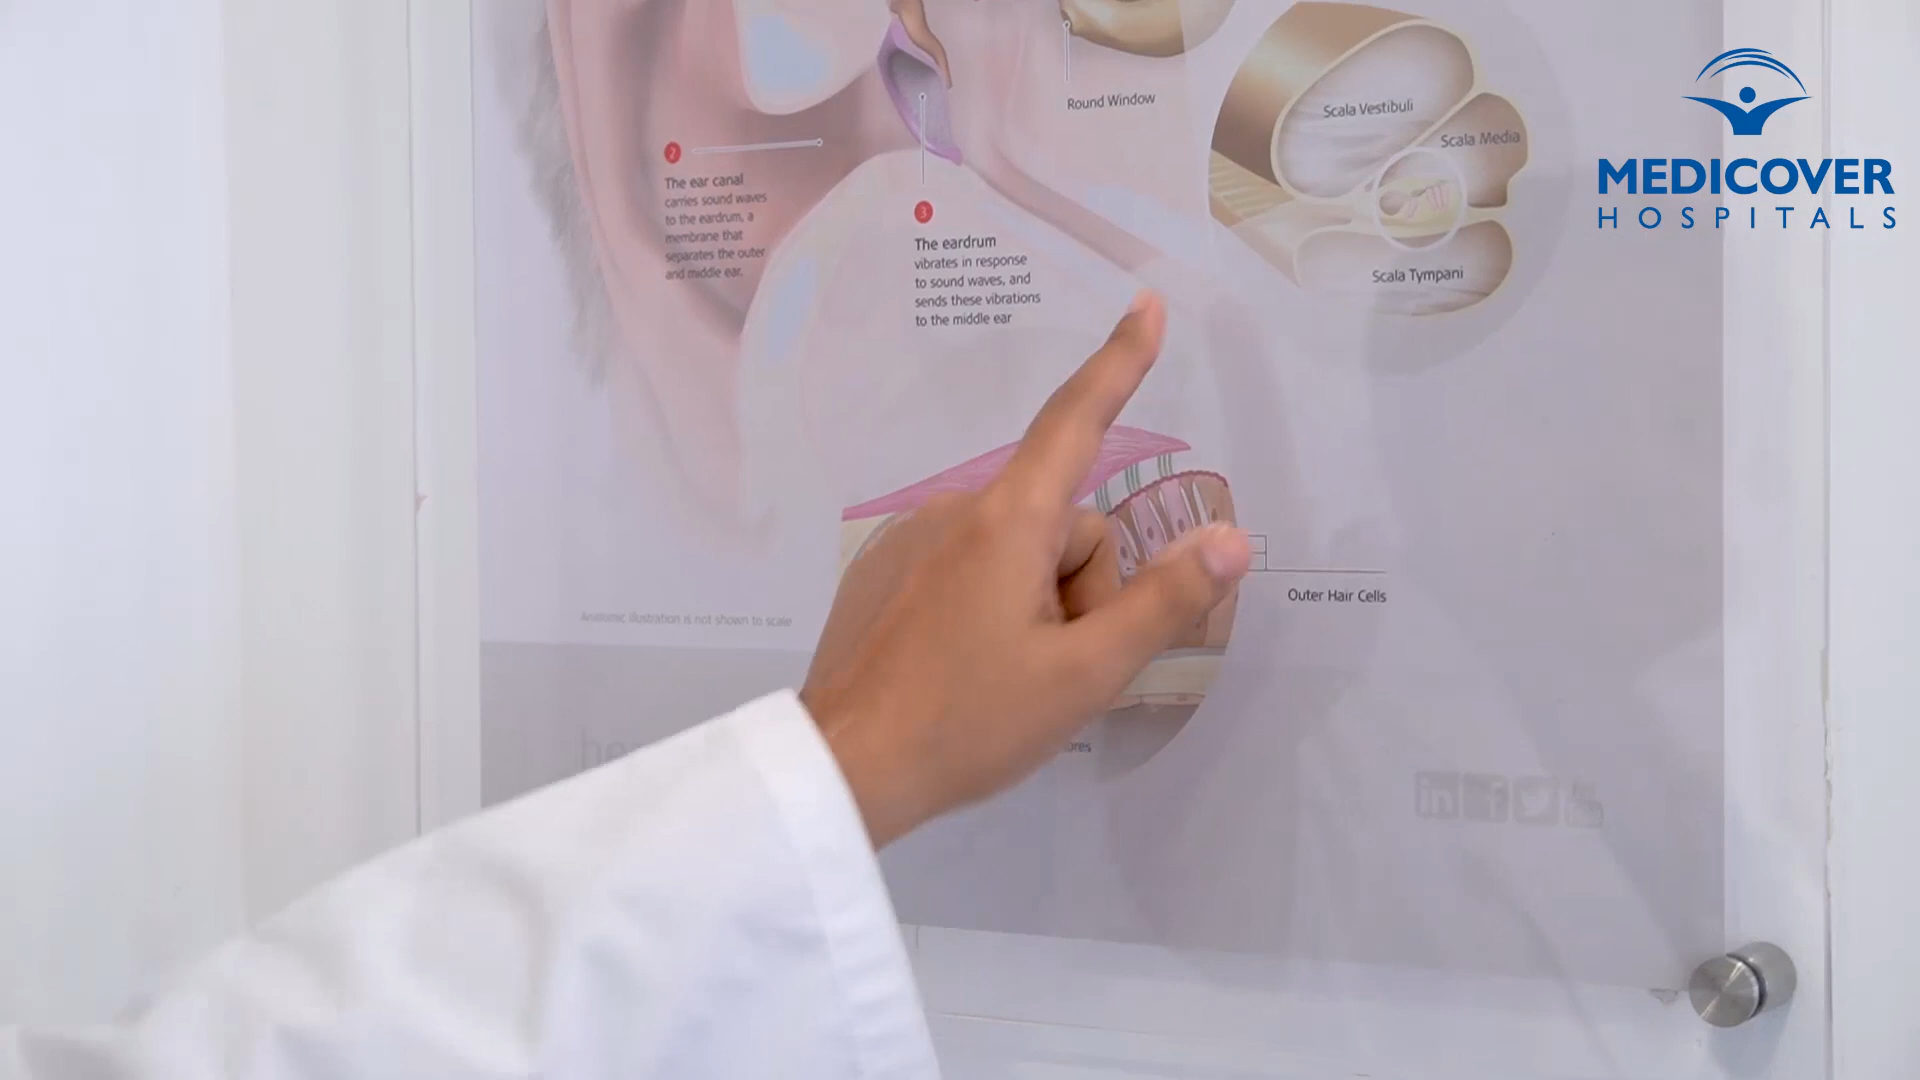 MEDICOVER
HOSPITALS
Round Window
Scala Vestibuli
Scala Media
Scala Tympani
2
The ear canal
carries sound waves
to the eardrum, a
membrane that
separates the outer
and middle ear.
3
The eardrum
vibrates in response
to sound waves, and
sends these vibrations
to the middle ear
Outer Hair Cells
Anatomic illustration is not shown to scale
in
f